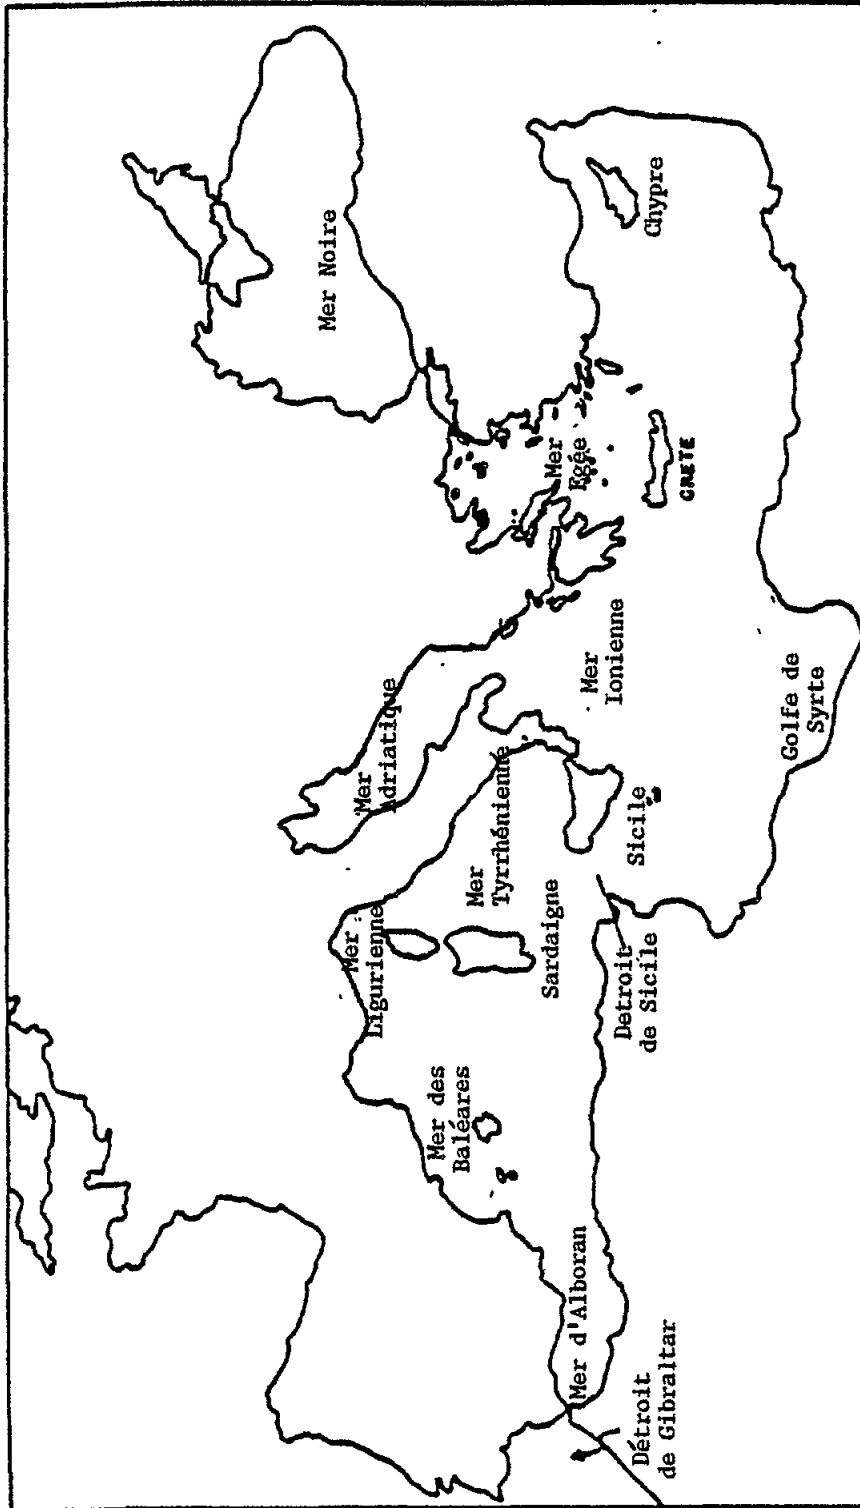 Mer Noire
Mer
Adriatique
Mer
Ligurienne
Mer des
Baléares
Mer
Tyrrhénienne
Sardaigne
Mer
Egée
Chypre
CRETE
Mer
Ionienne
Sicile
Detroit
de Sicile
Golfe de
Syrte
Mer d'Alboran
Détroit
de Gibraltar